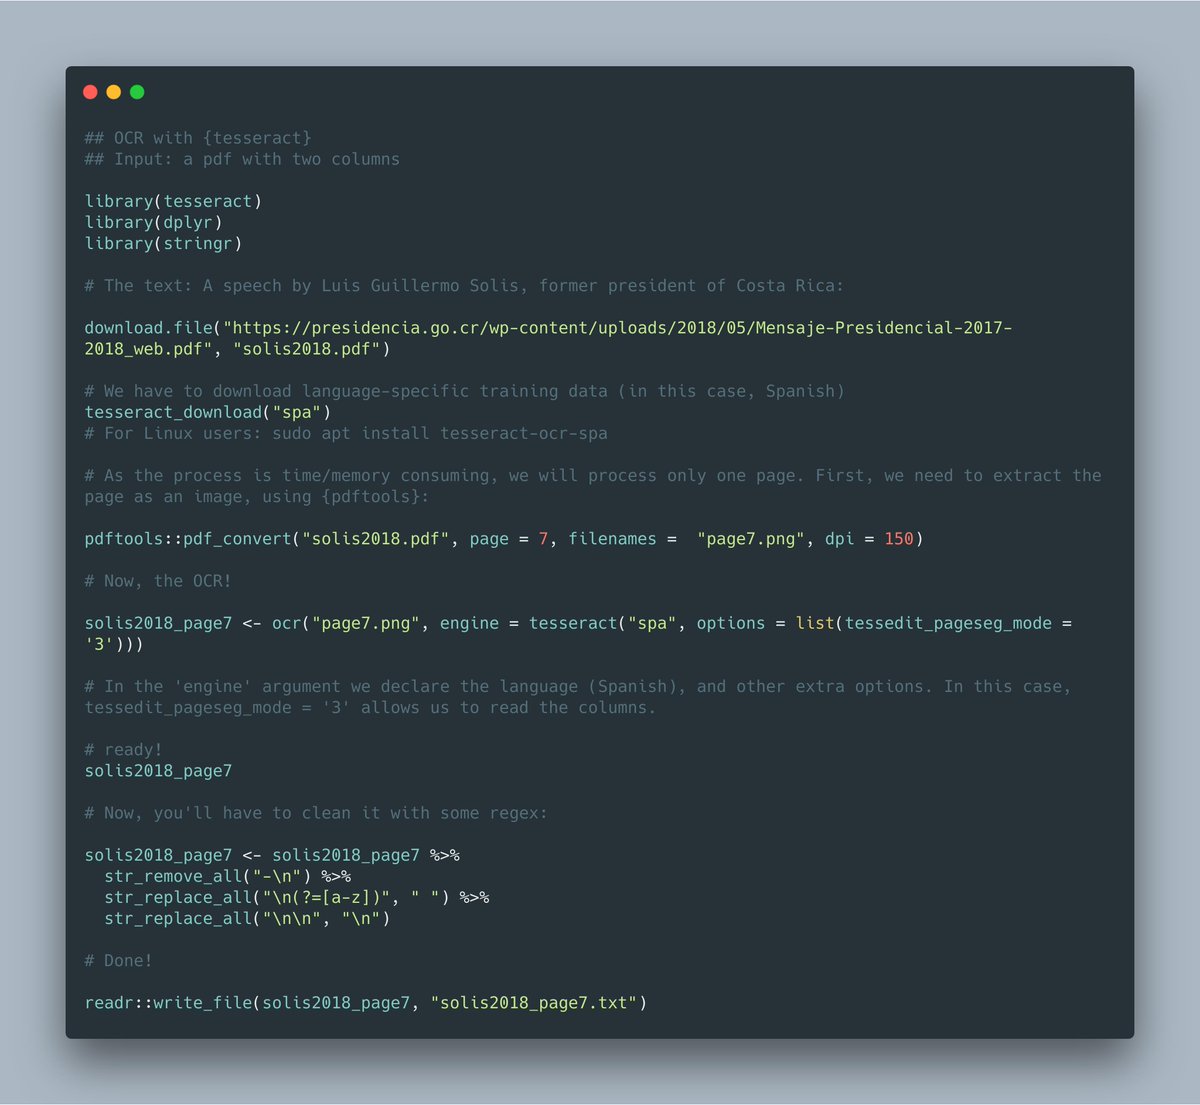 ## OCR with {tesseract}
## Input: a pdf with two columns
library(tesseract)
library(dplyr)
library(stringr)
# The text: A speech by Luis Guillermo Solis, former president of Costa Rica:
download.file("https://presidencia.go.cr/wp-content/uploads/2018/05/Mensaje-Presidencial-2017-
2018_web.pdf", "solis2018.pdf")
# We have to download language-specific training data (in this case, Spanish)
tesseract_download("spa")
# For Linux users: sudo apt install tesseract-ocr-spa
# As the process is time/memory consuming, we will process only one page. First, we need to extract the
page as an image, using {pdftools}:
pdftools::pdf_convert("solis2018.pdf", page = 7, filenames =  "page7.png", dpi = 150)
# Now, the OCR!
solis2018_page7 <- ocr("page7.png", engine = tesseract("spa", options = list(tessedit_pageseg_mode =
'3')))
# In the 'engine' argument we declare the language (Spanish), and other extra options. In this case,
tessedit_pageseg_mode = '3' allows us to read the columns.
# ready!
solis2018_page7
# Now, you'll have to clean it with some regex:
solis2018_page7 <- solis2018_page7 %>%
  str_remove_all("-\n") %>%
  str_replace_all("\n(?=[a-z])", " ") %>%
  str_replace_all("\n\n", "\n")
# Done!
readr::write_file(solis2018_page7, "solis2018_page7.txt")